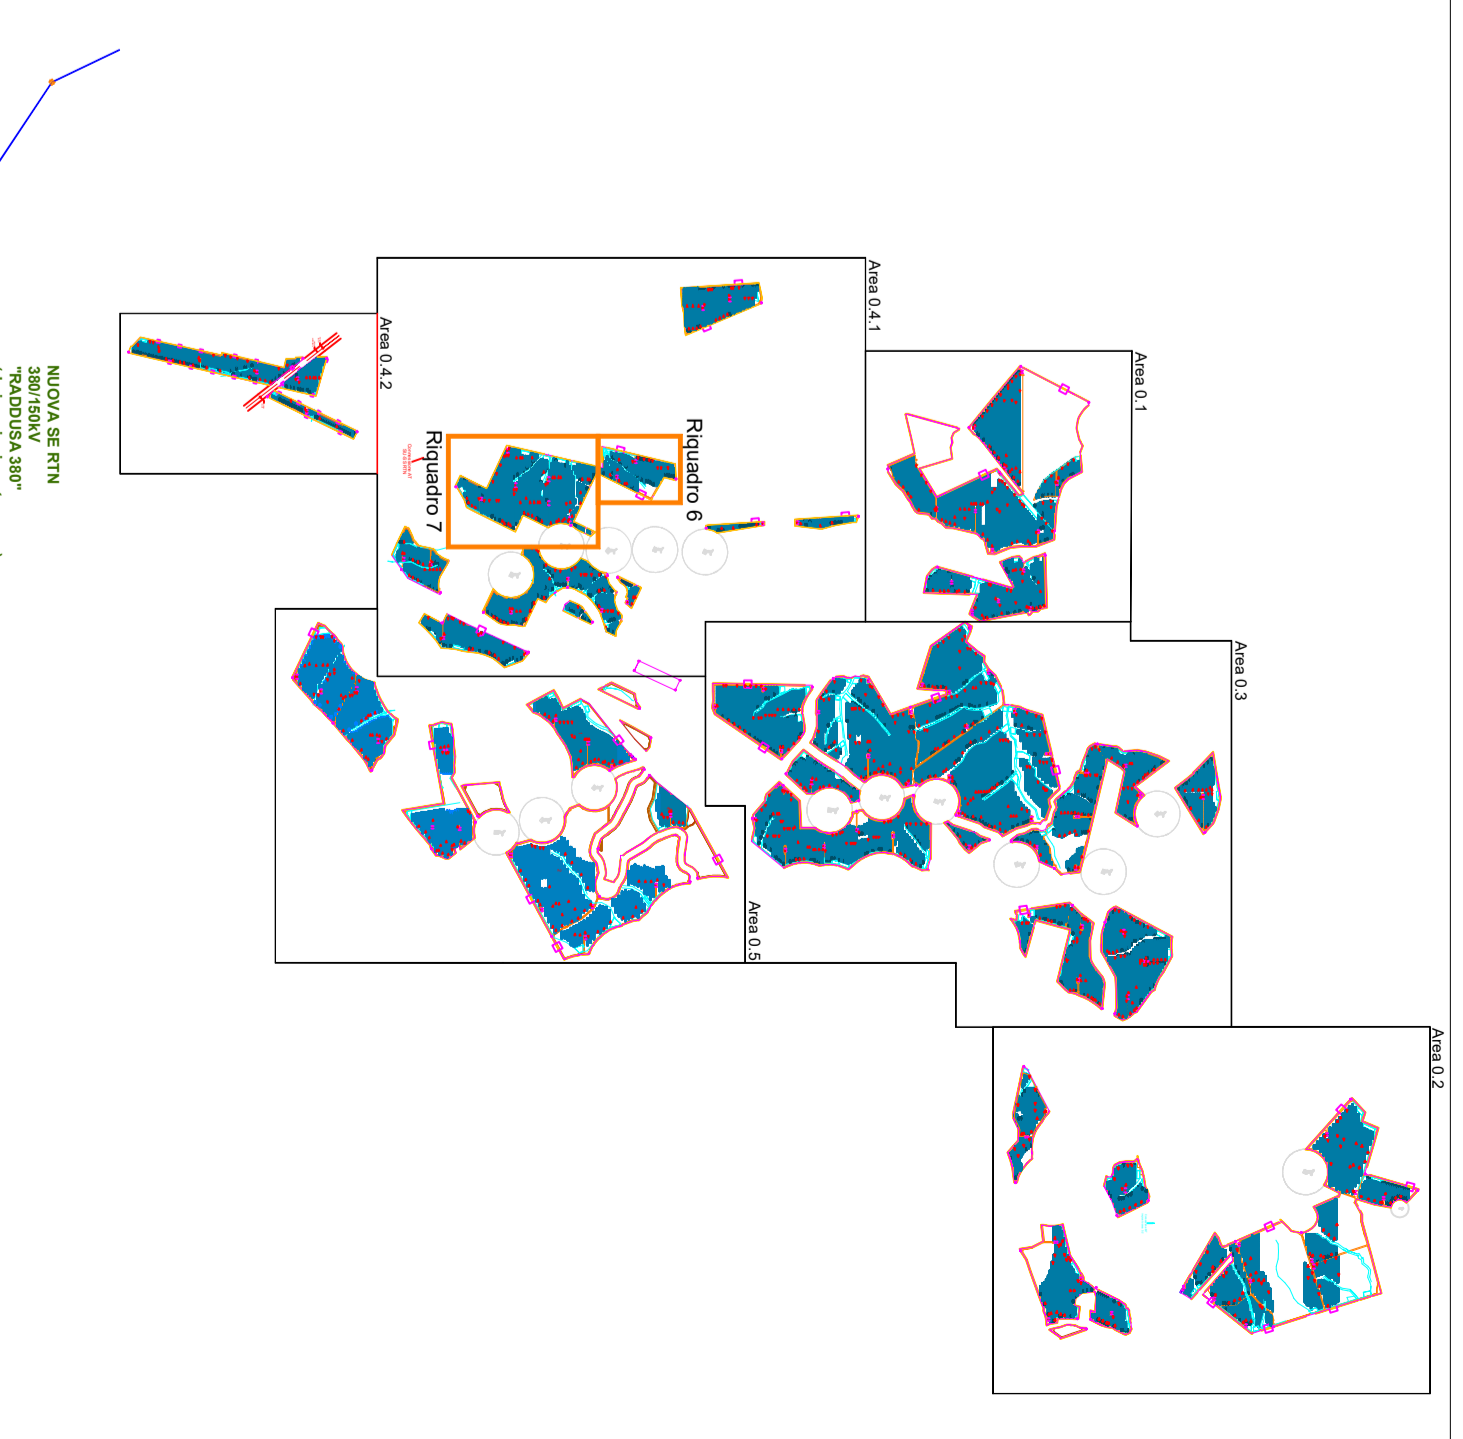 Area 0.4.1
Area 0.1
Area 0.4.2
NUOVA SE RTN
380/150kV
"RADDUSA 380"
Riquadro 6
Riquadro 7
Area 0.3
Area 0.5
Area 0.2